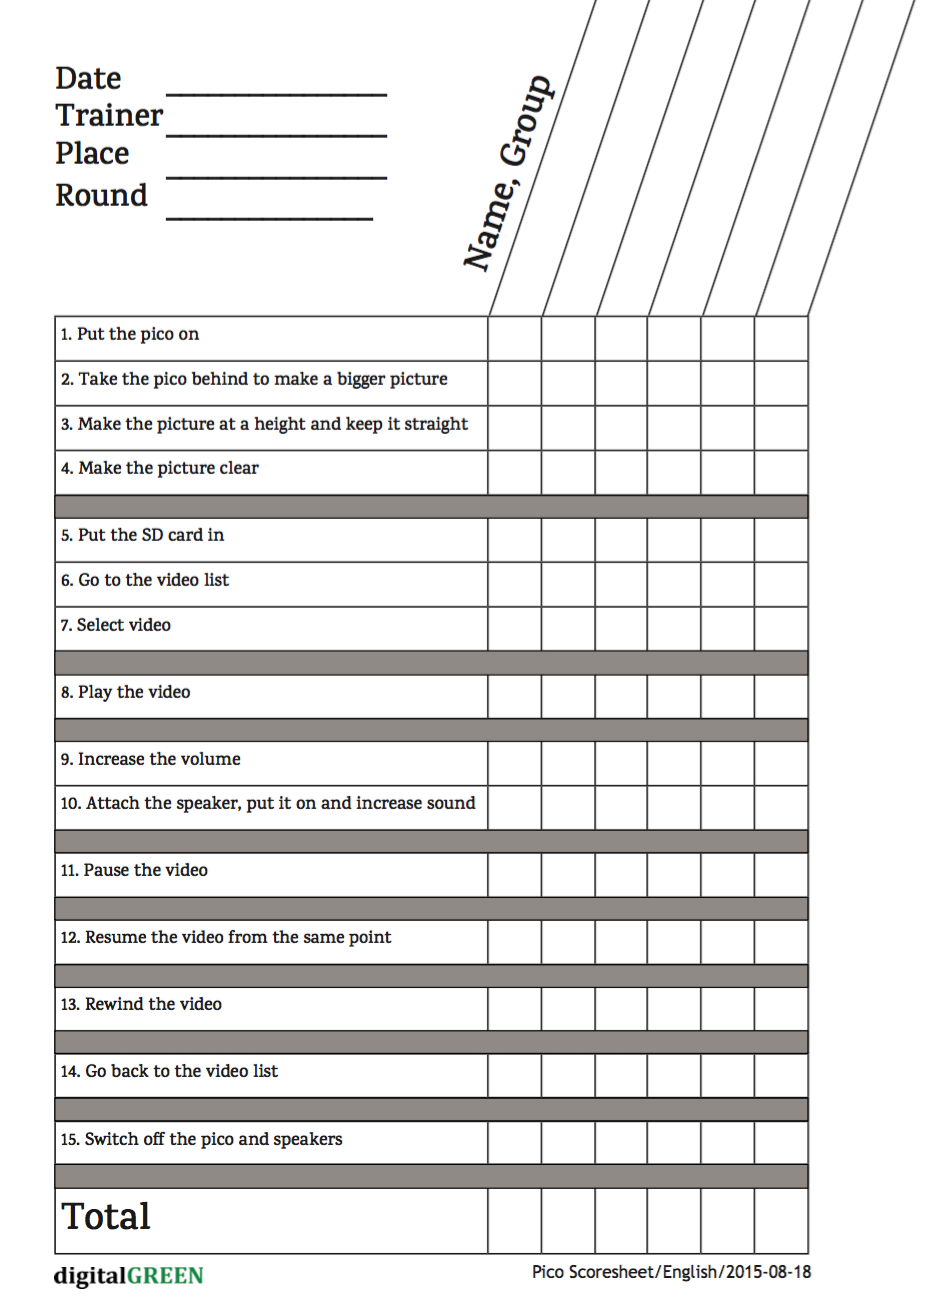 Date
Trainer
Place
Round
Name, Group
1. Put the pico on
2. Take the pico behind to make a bigger picture
3. Make the picture at a height and keep it straight
4. Make the picture clear
5. Put the SD card in
6. Go to the video list
7. Select video
8. Play the video
9. Increase the volume
10. Attach the speaker, put it on and increase sound
11. Pause the video
12. Resume the video from the same point
13. Rewind the video
14. Go back to the video list
15. Switch off the pico and speakers
Total
digitalGREEN
Pico Scoresheet/English/2015-08-18